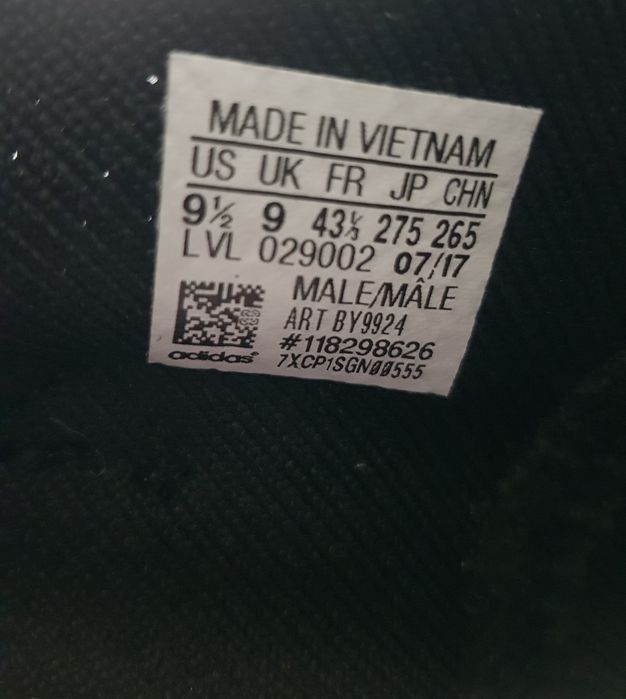 MADE IN VIETNAM
US UK FR JP CHN
9½ 9 43⅓ 275 265
LVL 029002 07/17
MALE/MÂLE
ART BY9924
#118298626
adidas® 7XCP1SGN00555